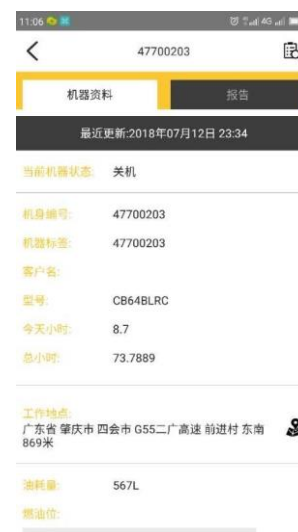 11:06 4G
47700203
机器资料 报告
最近更新:2018年07月12日 23:34
当前机器状态: 关机
机身编号: 47700203
机器标签: 47700203
客户名:
型号: CB64BLRC
今天小时: 8.7
总小时: 73.7889
工作地点:
广东省 肇庆市 四会市 G55二广高速 前进村 东南
869米
油耗量: 567L
燃油位: